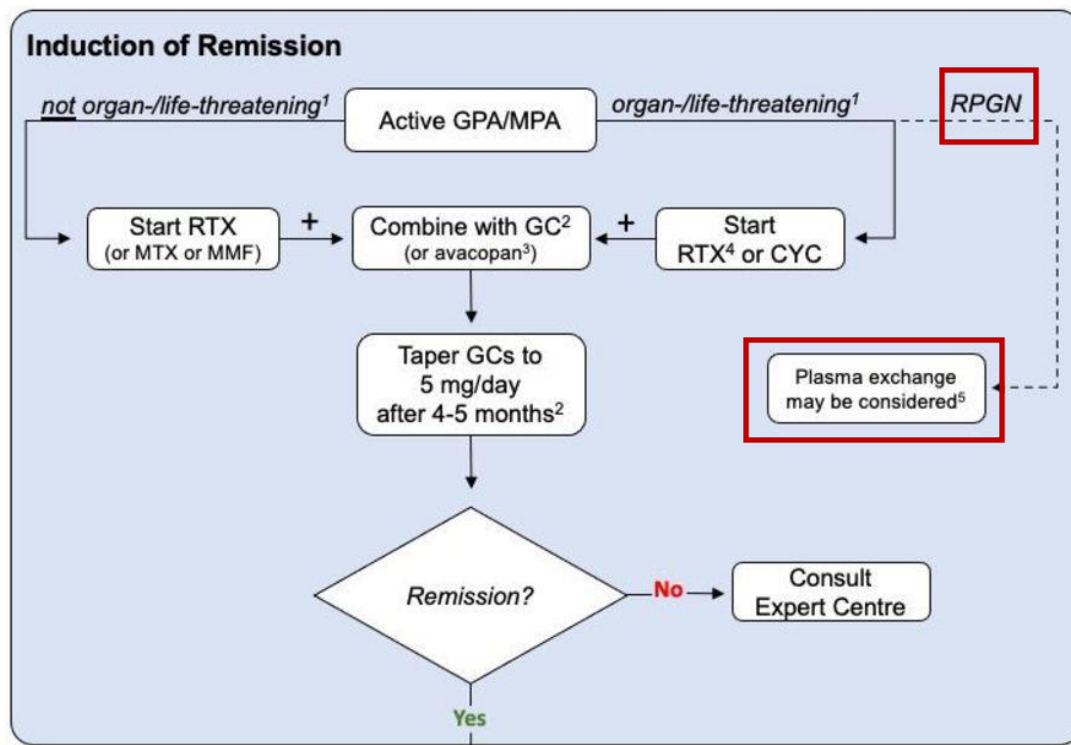 Induction of Remission
not organ-/life-threatening¹
Active GPA/MPA
organ-/life-threatening¹
RPGN
Start RTX
(or MTX or MMF)
+
Combine with GC²
(or avacopan³)
+
Start
RTX⁴ or CYC
Taper GCs to
5 mg/day
after 4-5 months²
Plasma exchange
may be considered⁵
Remission?
No
Consult
Expert Centre
Yes